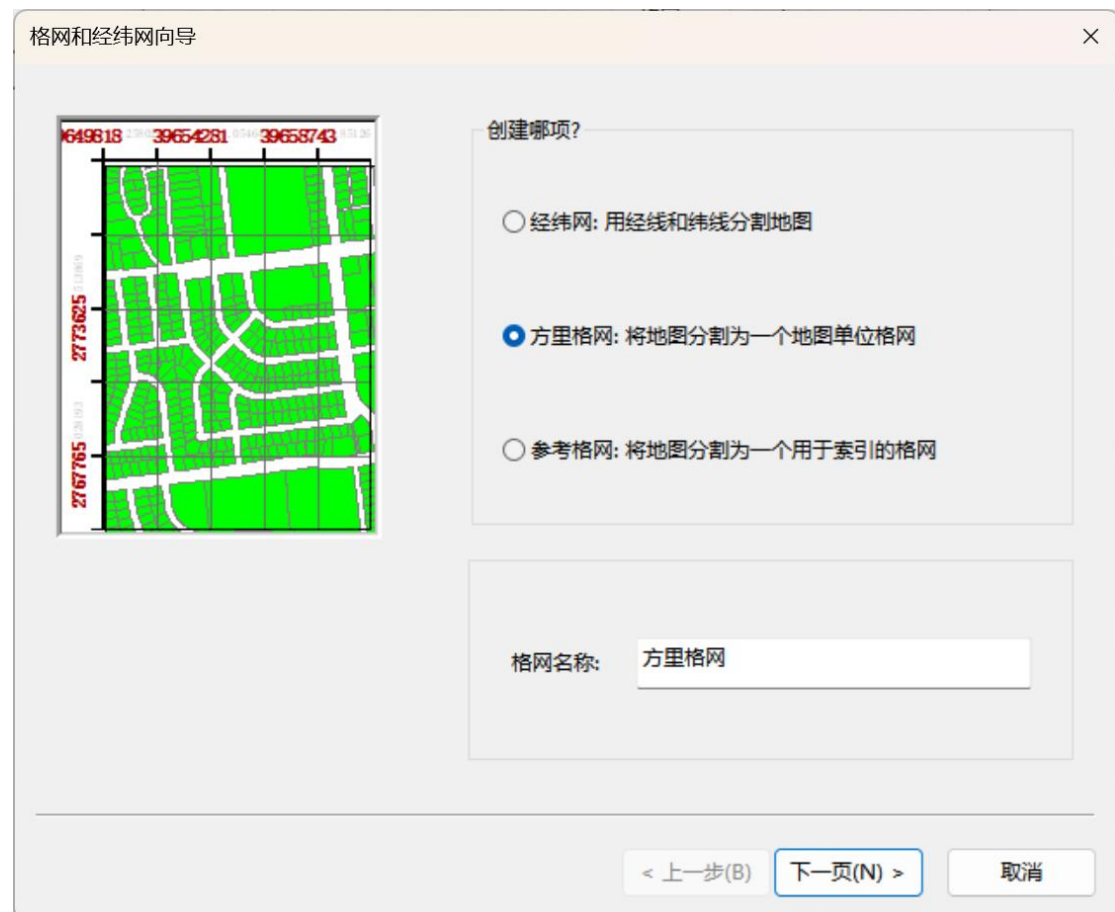 格网和经纬网向导
创建哪项?
经纬网: 用经线和纬线分割地图
方里格网: 将地图分割为一个地图单位格网
参考格网: 将地图分割为一个用于索引的格网
格网名称:
方里格网
39654281
39658743
2773625
2767765
< 上一步(B)
下一页(N) >
取消